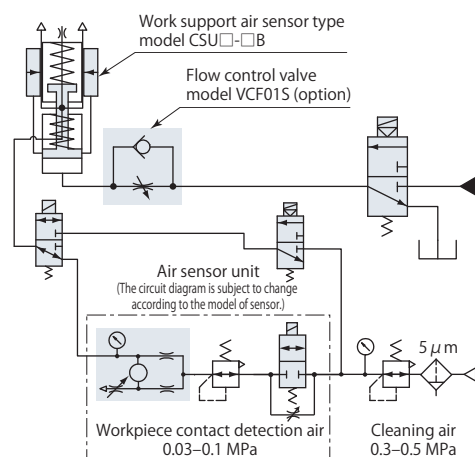 Work support air sensor type
model CSU□-□B
Flow control valve
model VCF01S (option)
Air sensor unit
(The circuit diagram is subject to change
according to the model of sensor.)
5 μm
Workpiece contact detection air
0.03–0.1 MPa
Cleaning air
0.3–0.5 MPa